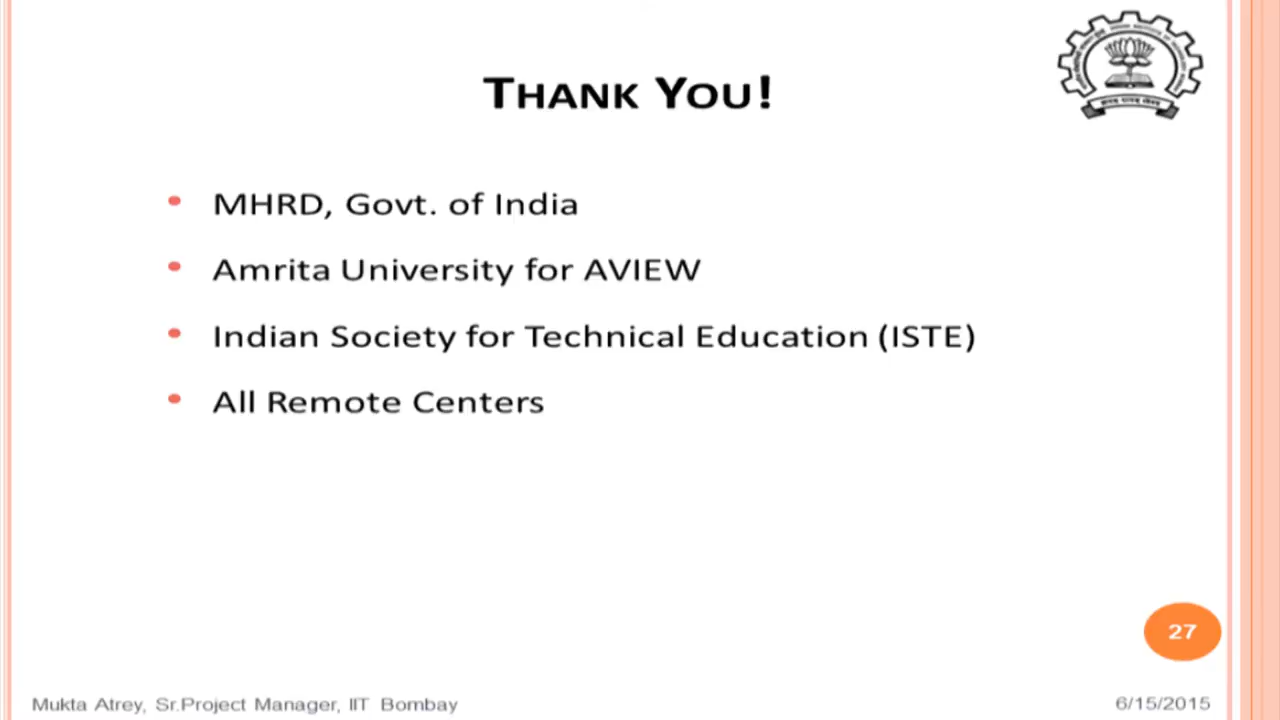 THANK YOU!
• MHRD, Govt. of India
• Amrita University for AVIEW
• Indian Society for Technical Education (ISTE)
• All Remote Centers
27
Mukta Atrey, Sr.Project Manager, IIT Bombay
6/15/2015